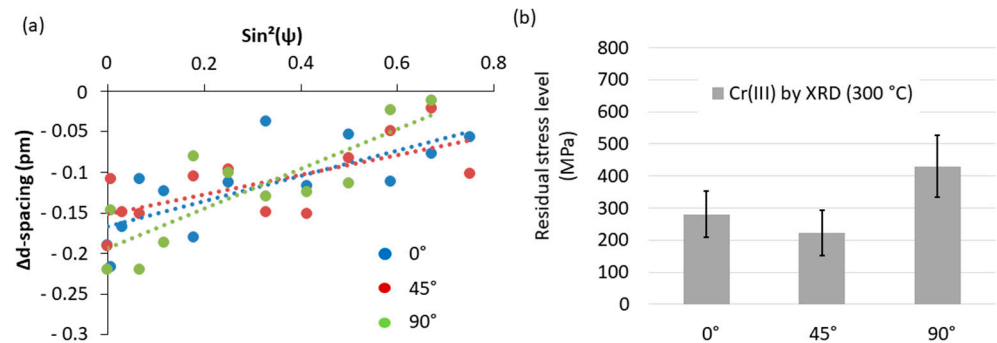 (a)
Sin²(ψ)
0 0.2 0.4 0.6 0.8
0
- 0.05
- 0.1
- 0.15
- 0.2
- 0.25
- 0.3
Δd-spacing (pm)
0°
45°
90°
(b)
800
700
600
500
400
300
200
100
0
Residual stress level
(MPa)
Cr(III) by XRD (300 °C)
0° 45° 90°